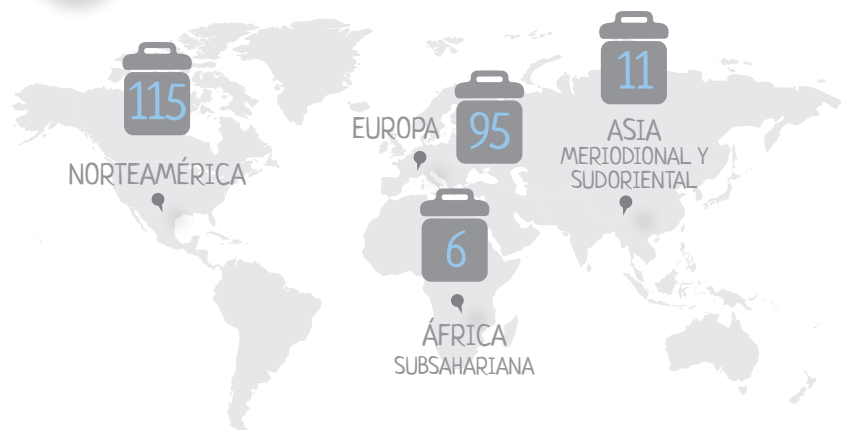 115
NORTEAMÉRICA
EUROPA
95
11
ASIA
MERIODIONAL Y
SUDORIENTAL
6
ÁFRICA
SUBSAHARIANA